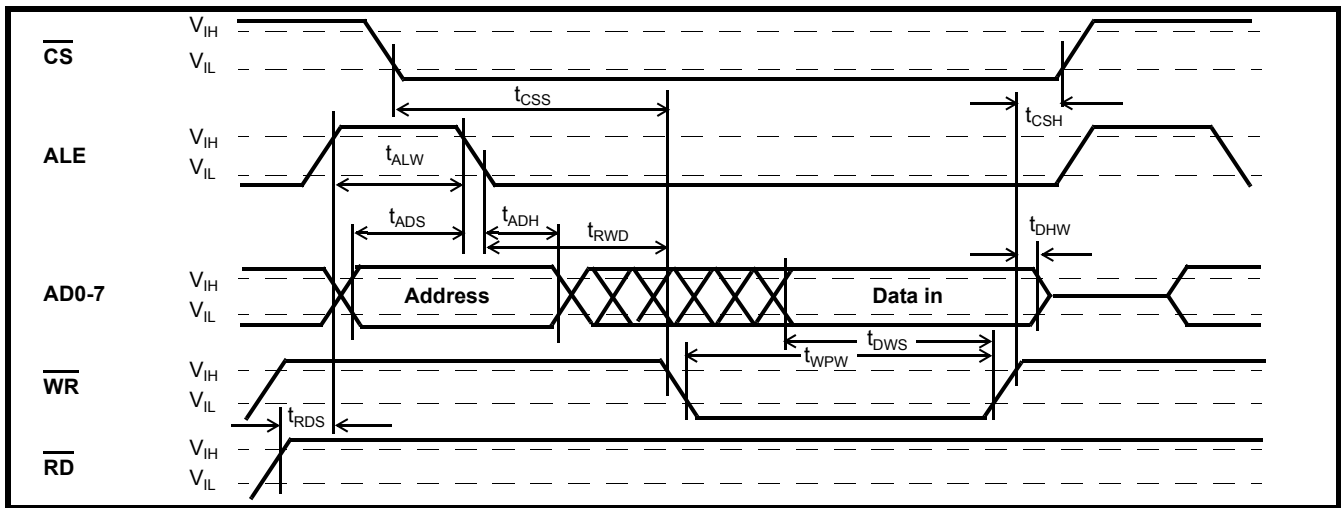 CS
VIH
VIL
tCSS
tCSH
ALE
VIH
VIL
tALW
tADS
tADH
tRWD
tDHW
AD0-7
VIH
VIL
Address
Data in
tDWS
tWPW
WR
VIH
VIL
tRDS
RD
VIH
VIL